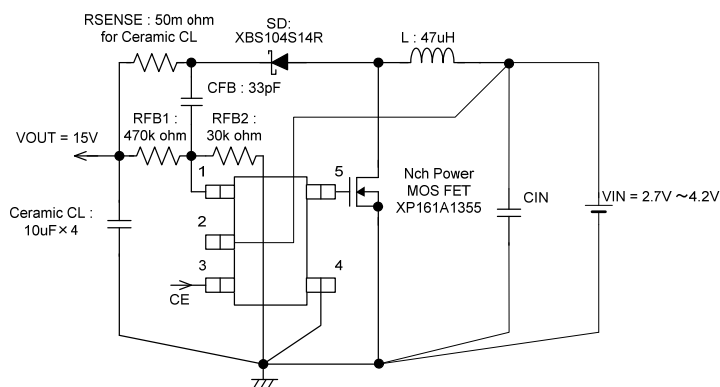 RSENSE : 50m ohm
for Ceramic CL
SD:
XBS104S14R
L : 47uH
CFB : 33pF
RFB1 :
470k ohm
RFB2 :
30k ohm
VOUT = 15V
1
5
Nch Power
MOS FET
XP161A1355
CIN
VIN = 2.7V ～4.2V
Ceramic CL :
10uF×4
2
3
4
CE